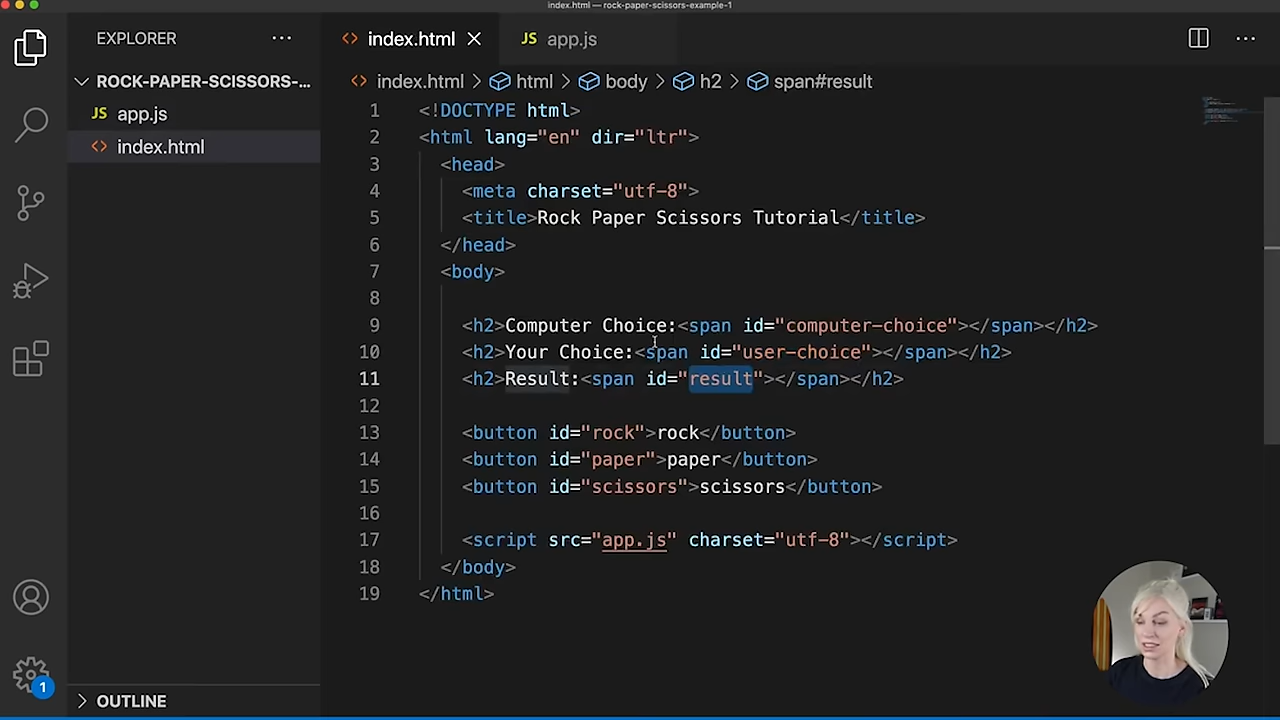 index.html — rock-paper-scissors-example-1
EXPLORER
index.html
JS app.js
ROCK-PAPER-SCISSORS-...
JS app.js
index.html
index.html > html > body > h2 > span#result
1 <!DOCTYPE html>
2 <html lang="en" dir="ltr">
3 <head>
4 <meta charset="utf-8">
5 <title>Rock Paper Scissors Tutorial</title>
6 </head>
7 <body>
8
9 <h2>Computer Choice:<span id="computer-choice"></span></h2>
10 <h2>Your Choice:<span id="user-choice"></span></h2>
11 <h2>Result:<span id="result"></span></h2>
12
13 <button id="rock">rock</button>
14 <button id="paper">paper</button>
15 <button id="scissors">scissors</button>
16
17 <script src="app.js" charset="utf-8"></script>
18 </body>
19 </html>
1
OUTLINE